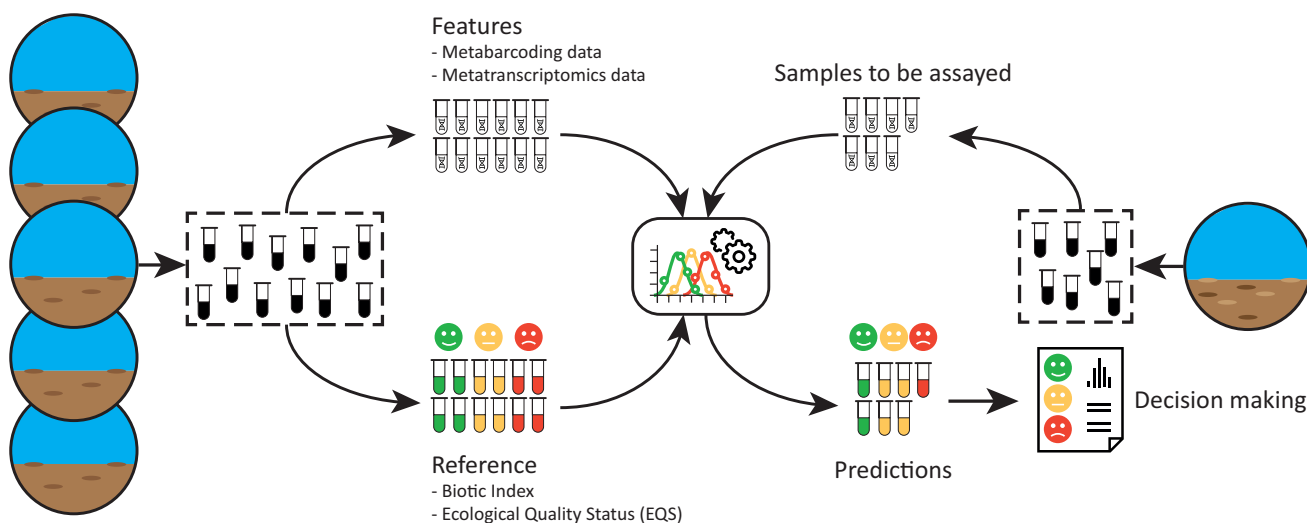 Features
- Metabarcoding data
- Metatranscriptomics data
Samples to be assayed
Reference
- Biotic Index
- Ecological Quality Status (EQS)
Predictions
Decision making